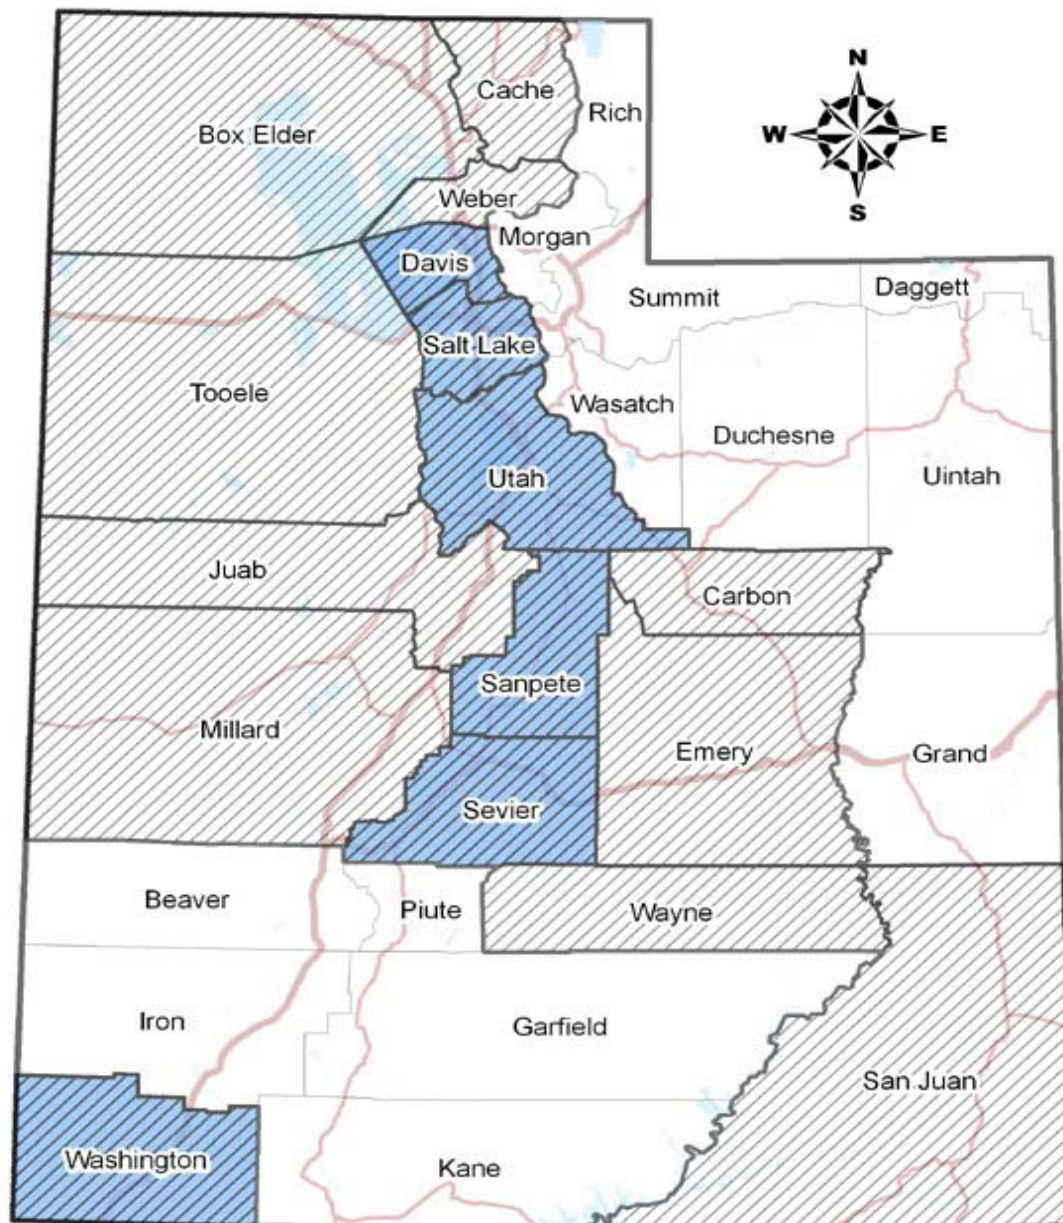 N
Cache
Rich
Box Elder
W
E
Weber
S
Morgan
Davis
Summit
Daggett
Salt Lake
Tooele
Wasatch
Duchesne
Utah
Uintah
Juab
Carbon
Sanpete
Millard
Emery
Grand
Sevier
Beaver
Piute
Wayne
Iron
Garfield
San Juan
Washington
Kane